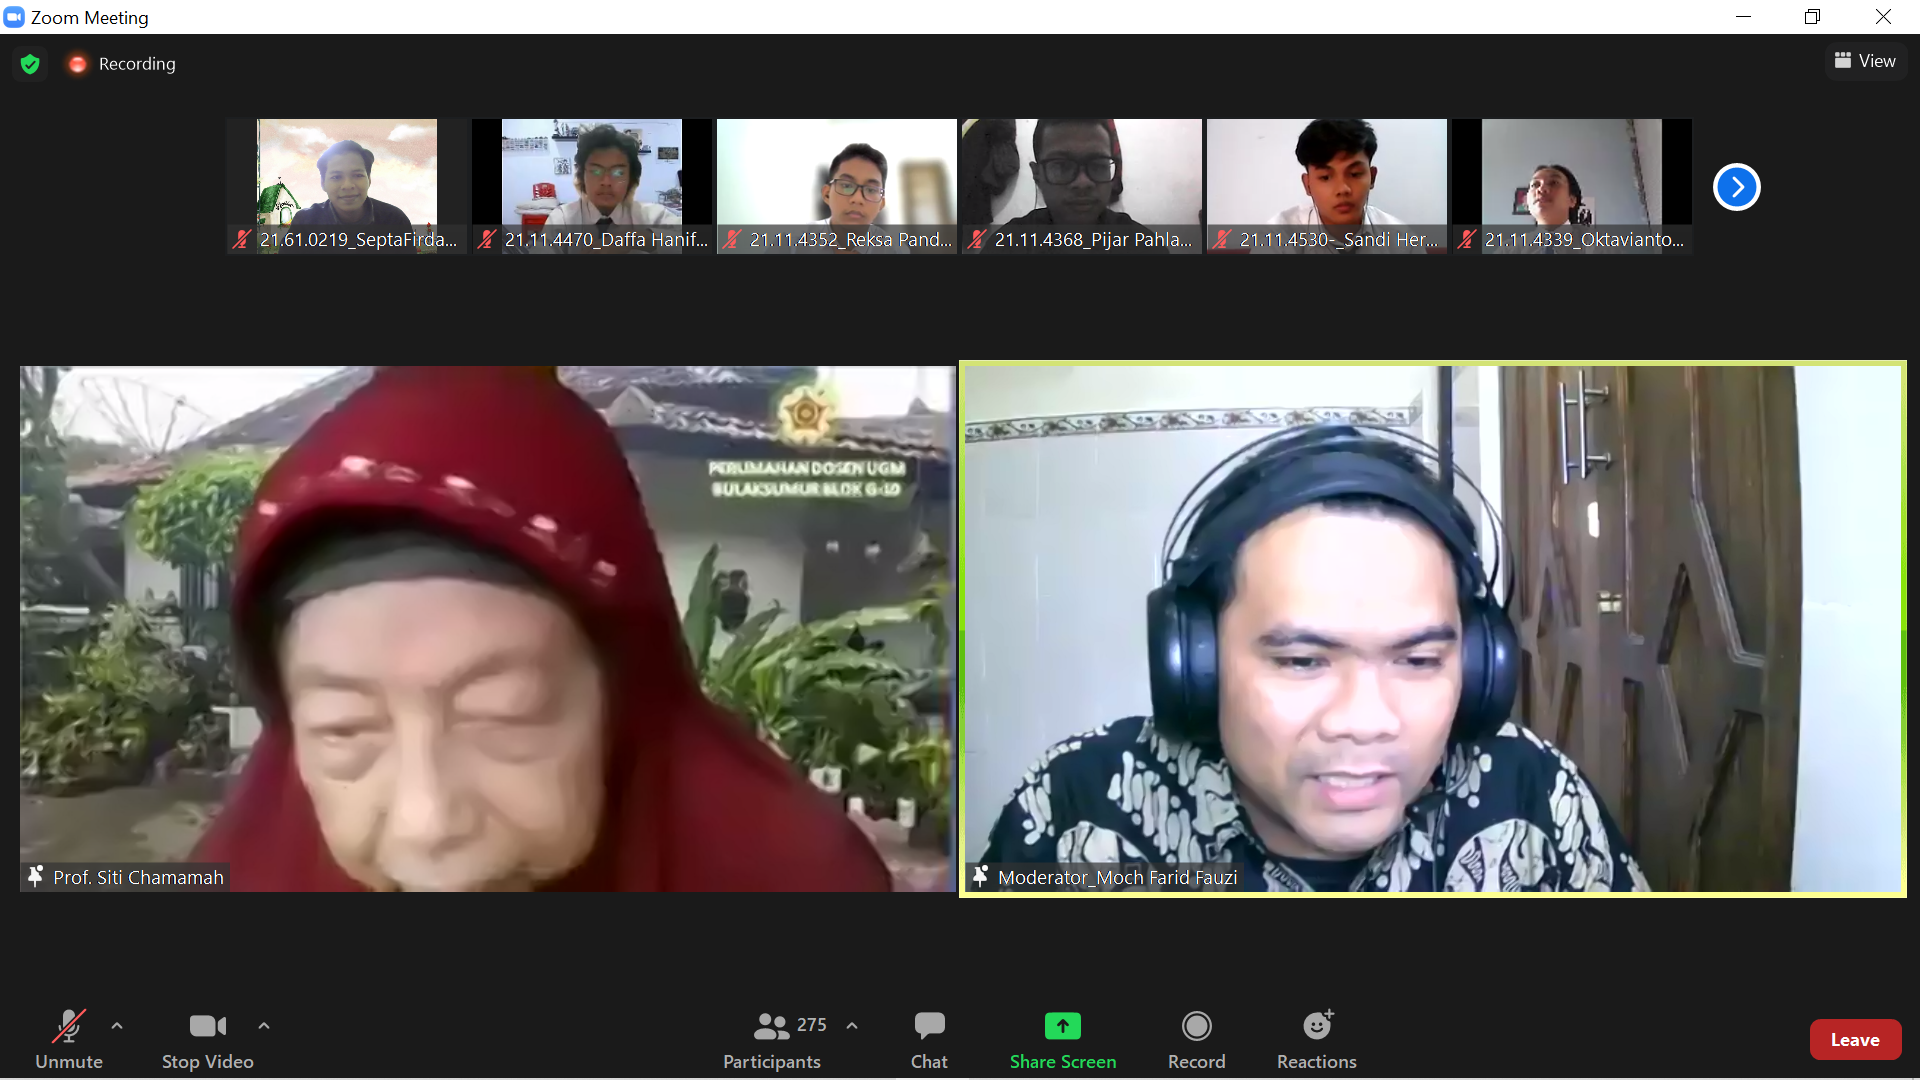 Zoom Meeting
Recording
View
21.61.0219_SeptaFirda...
21.11.4470_Daffa Hanif...
21.11.4352_Reksa Pand...
21.11.4368_Pijar Pahla...
21.11.4530-_Sandi Her...
21.11.4339_Oktavianto...
PERUMAHAN DOSEN UGM
BULAKSUMUR BLOK G-10
Prof. Siti Chamamah
Moderator_Moch Farid Fauzi
Unmute
Stop Video
275
Participants
Chat
Share Screen
Record
Reactions
Leave